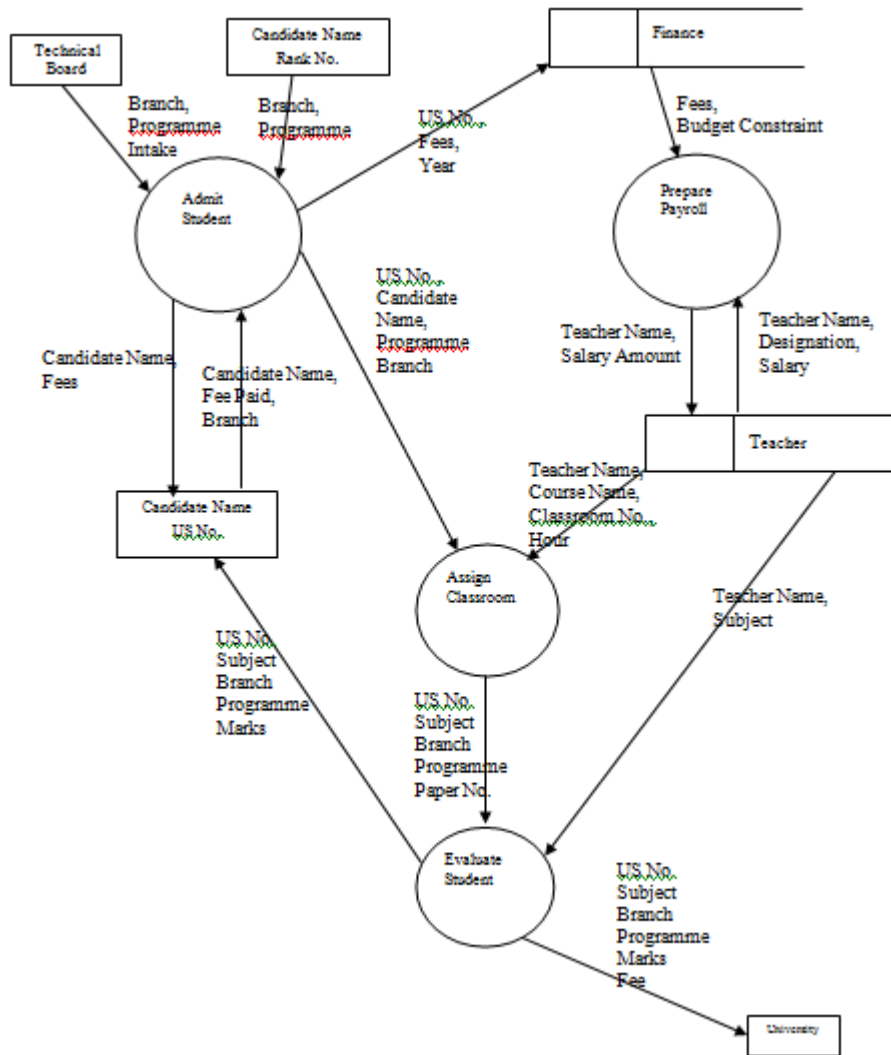 Technical
Board
Candidate Name
Rank No.
Finance
Branch,
Programme
Intake
Branch,
Programme
US No.,
Fees,
Year
Fees,
Budget Constraint
Admit
Student
Prepare
Payroll
US No.,
Candidate
Name,
Programme
Branch
Candidate Name,
Fees
Candidate Name,
Fee Paid,
Branch
Teacher Name,
Salary Amount
Teacher Name,
Designation,
Salary
Teacher
Candidate Name
US No.
Teacher Name,
Course Name,
Classroom No.,
Hour
Assign
Classroom
Teacher Name,
Subject
US No.
Subject
Branch
Programme
Marks
US No.
Subject
Branch
Programme
Paper No.
Evaluate
Student
US No.
Subject
Branch
Programme
Marks
Fee
University